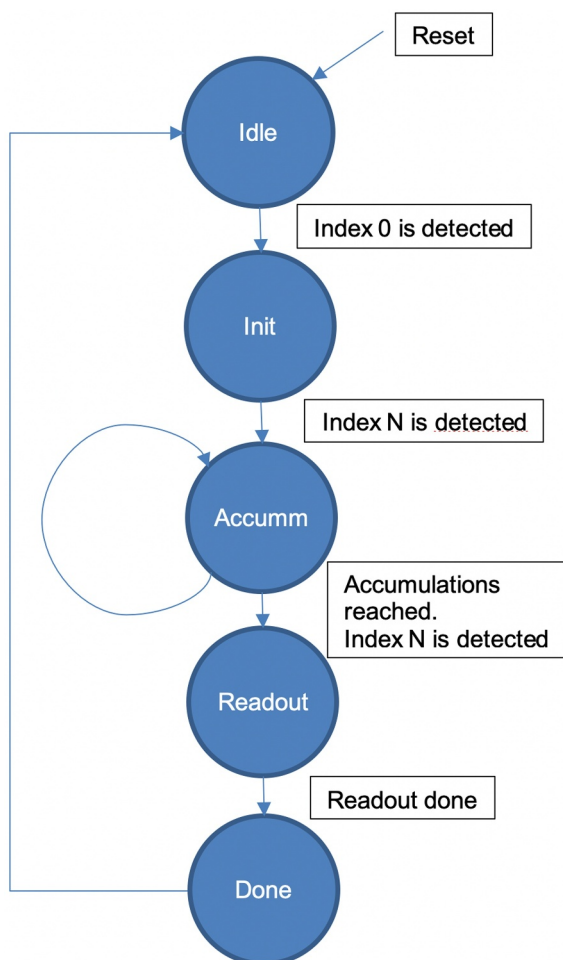 Reset
Idle
Index 0 is detected
Init
Index N is detected
Accumm
Accumulations
reached.
Index N is detected
Readout
Readout done
Done